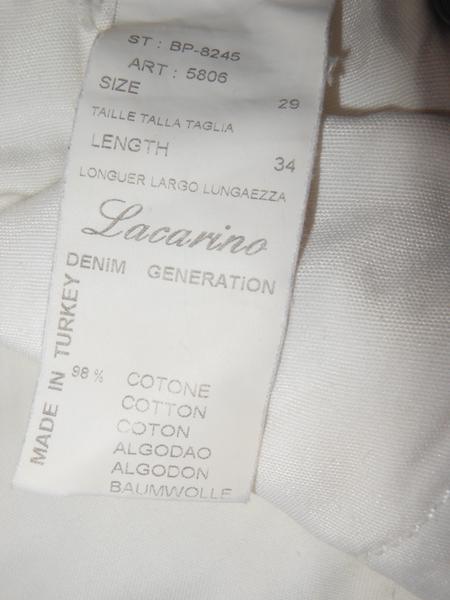 ST : BP-8245
ART : 5806
SIZE 29
TAILLE TALLA TAGLIA
LENGTH 34
LONGUER LARGO LUNGAEZZA
Lacarino
DENiM GENERATiON
MADE IN TURKEY
98 % COTONE
COTTON
COTON
ALGODAO
ALGODON
BAUMWOLLE